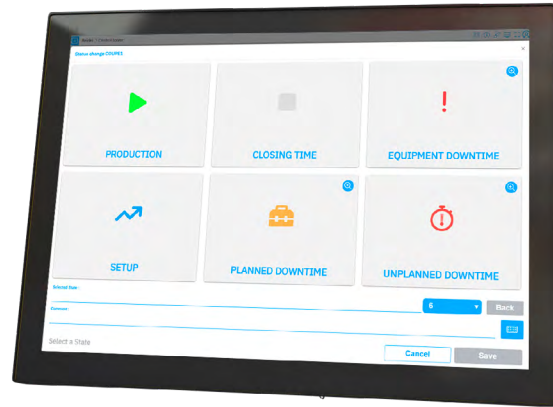 Status change COURS1
×
PRODUCTION
CLOSING TIME
EQUIPMENT DOWNTIME
SETUP
PLANNED DOWNTIME
UNPLANNED DOWNTIME
Selected State :
6
Back
Comment :
Select a State
Cancel
Save